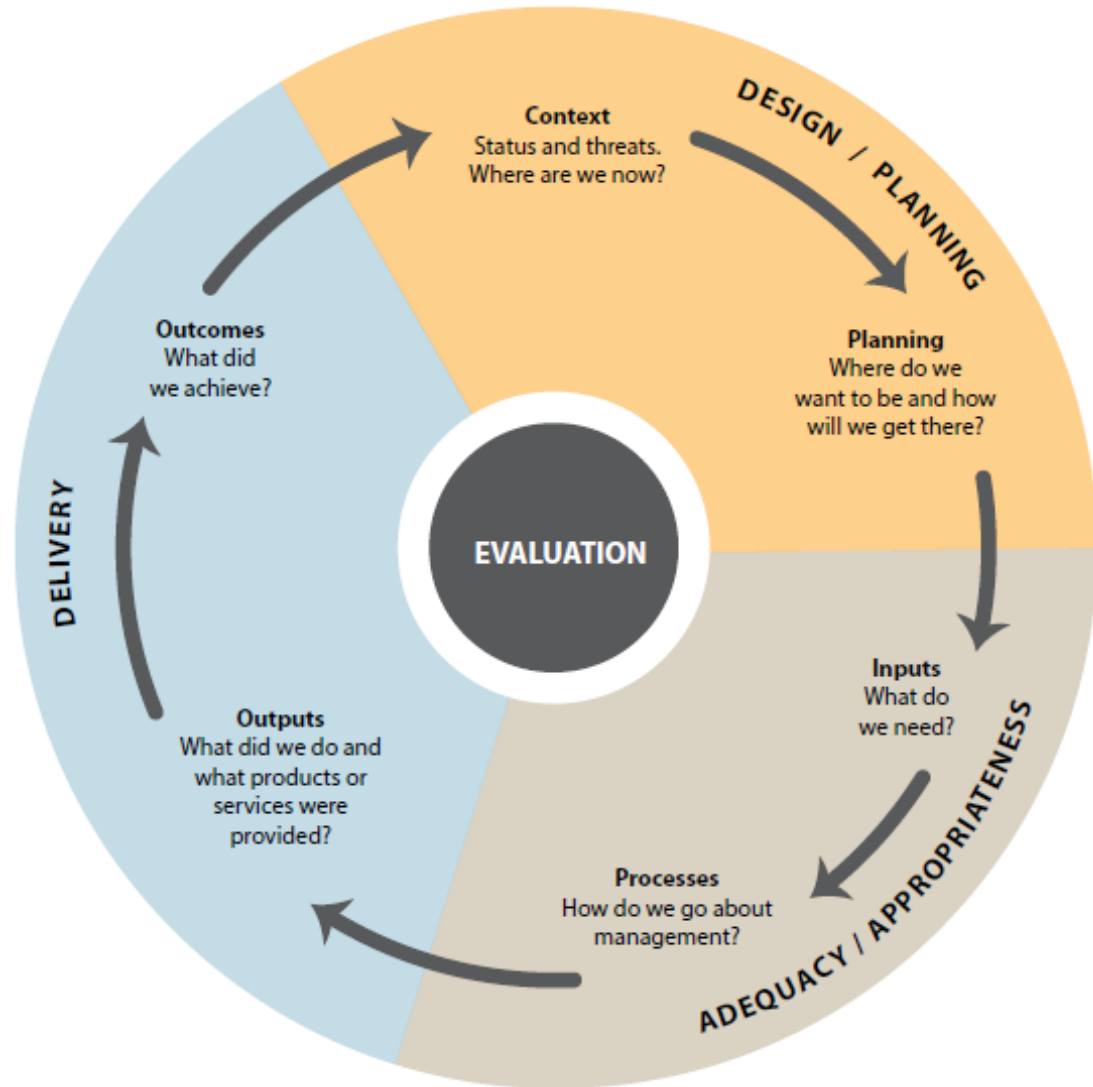 DESIGN / PLANNING
Context
Status and threats.
Where are we now?
Planning
Where do we
want to be and how
will we get there?
ADEQUACY / APPROPRIATENESS
Inputs
What do
we need?
Processes
How do we go about
management?
DELIVERY
Outputs
What did we do and
what products or
services were
provided?
Outcomes
What did
we achieve?
EVALUATION